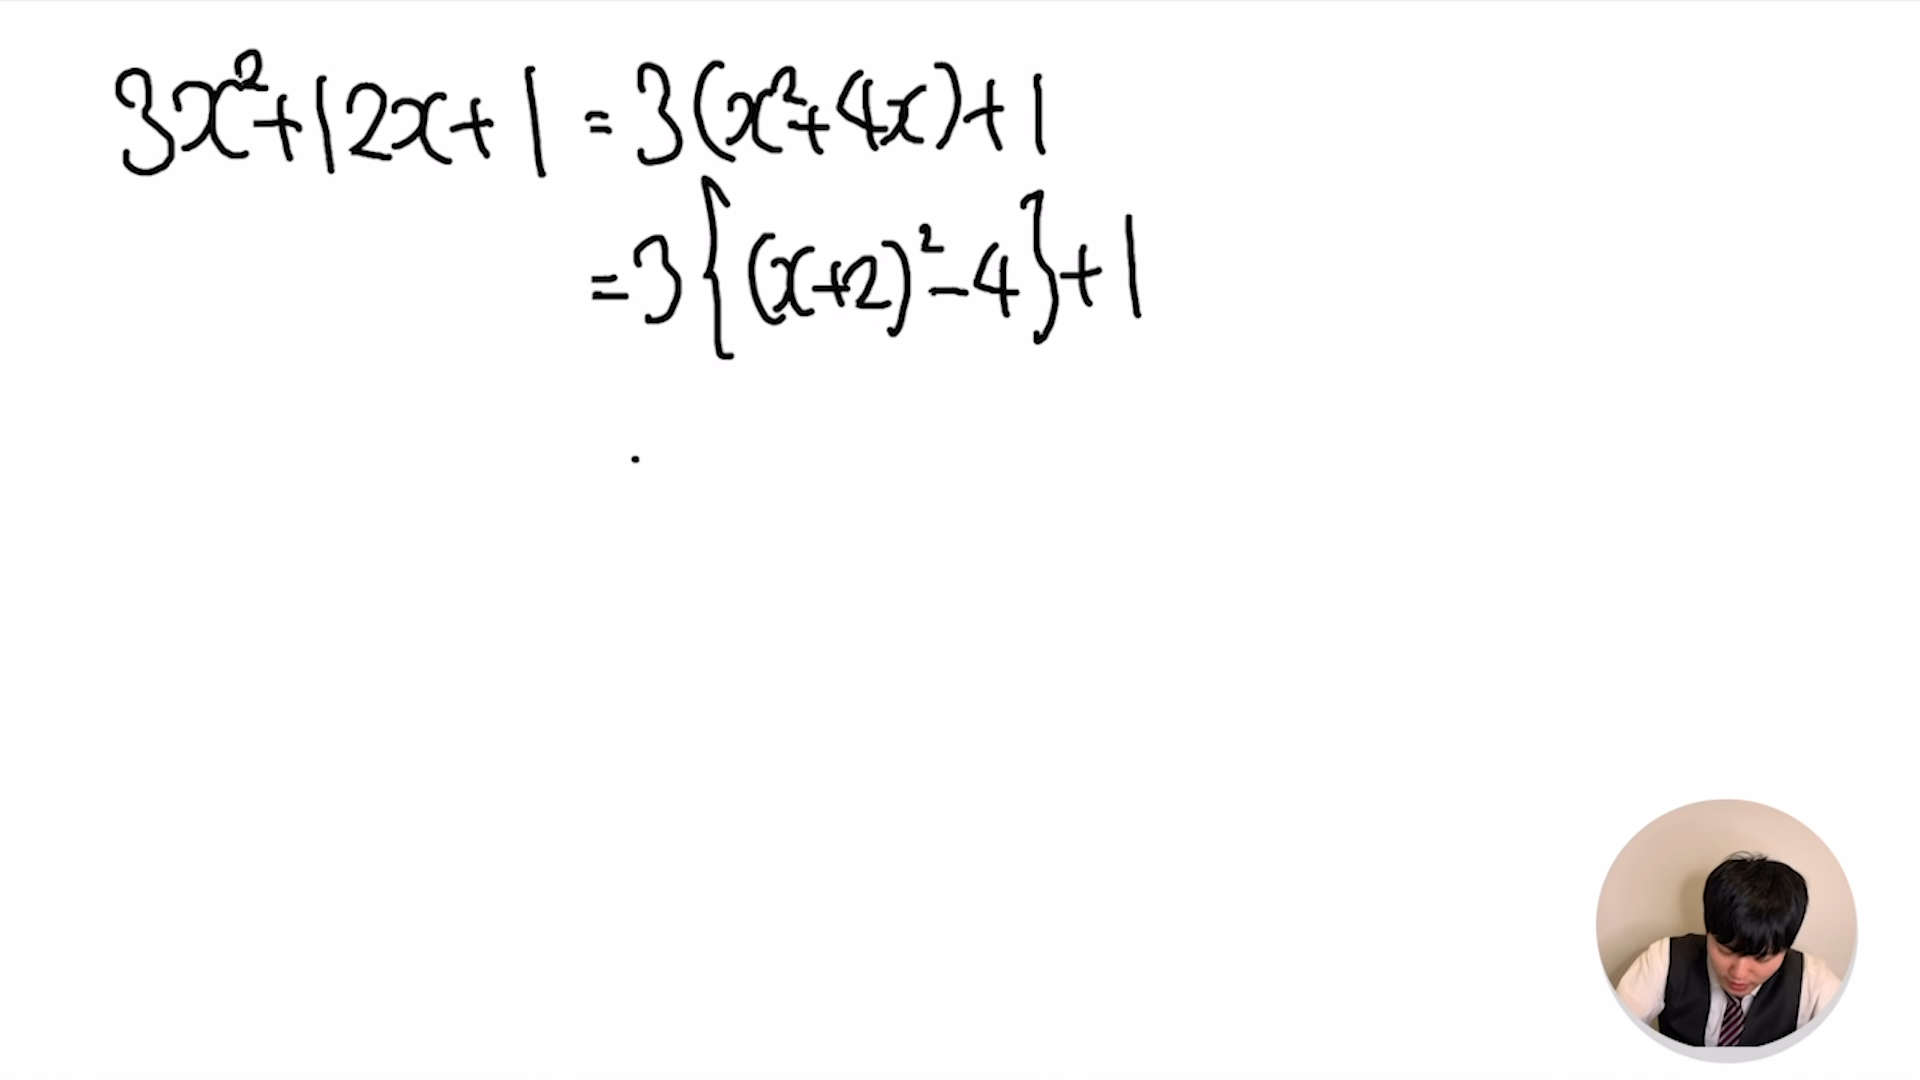 3x²+12x+1 = 3(x²+4x)+1
=3{(x+2)²-4}+1